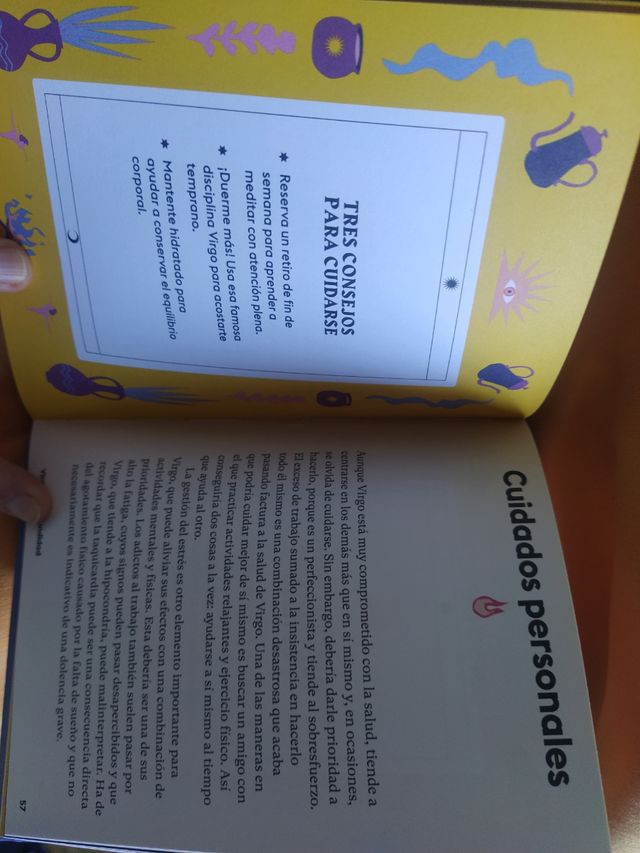 TRES CONSEJOS
PARA CUIDARSE
Reserva un retiro de fin de
semana para aprender a
meditar con atención plena.
¡Duerme más! Usa esa famosa
disciplina Virgo para acostarte
temprano.
Mantente hidratado para
ayudar a conservar el equilibrio
corporal.
Cuidados personales
Aunque Virgo está muy comprometido con la salud, tiende a
centrarse en los demás más que en sí mismo y, en ocasiones,
se olvida de cuidarse. Sin embargo, debería darle prioridad a
hacerlo, porque es un perfeccionista y tiende al sobresfuerzo.
El exceso de trabajo sumado a la insistencia en hacerlo
todo él mismo es una combinación desastrosa que acaba
pasando factura a la salud de Virgo. Una de las maneras en
que podría cuidar mejor de sí mismo es buscar un amigo con
el que practicar actividades relajantes y ejercicio físico. Así
conseguiría dos cosas a la vez: ayudarse a sí mismo al tiempo
que ayuda al otro.
La gestión del estrés es otro elemento importante para
Virgo, que puede aliviar sus efectos con una combinación de
actividades mentales y físicas. Esta debería ser una de sus
prioridades. Los adictos al trabajo también suelen pasar por
alto la fatiga, cuyos signos pueden pasar desapercibidos y que
Virgo, que tiende a la hipocondría, puede malinterpretar. Ha de
recordar que la taquicardia puede ser una consecuencia directa
del agotamiento físico causado por la falta de sueño y que no
necesariamente es indicativo de una dolencia grave.
57